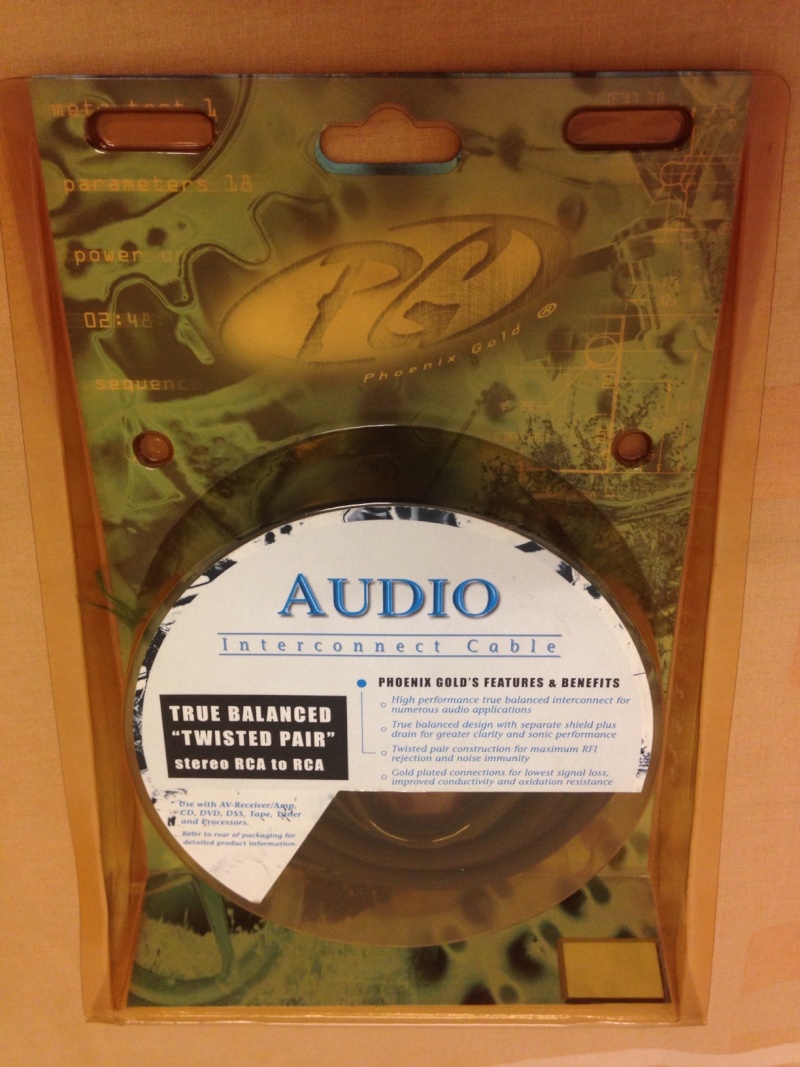 parameters 18
power
02:48
sequenc
PG
Phoenix Gold ®
AUDIO
Interconnect Cable
PHOENIX GOLD'S FEATURES & BENEFITS
High performance true balanced interconnect for
numerous audio applications
True balanced design with separate shield plus
drain for greater clarity and sonic performance
Twisted pair construction for maximum RFI
rejection and noise immunity
Gold plated connections for lowest signal loss,
improved conductivity and oxidation resistance
TRUE BALANCED
“TWISTED PAIR”
stereo RCA to RCA
Use with AV-Receiver/Amp,
CD, DVD, DSS, Tape, Tuner
and Processors.
Refer to rear of packaging for
detailed product information.